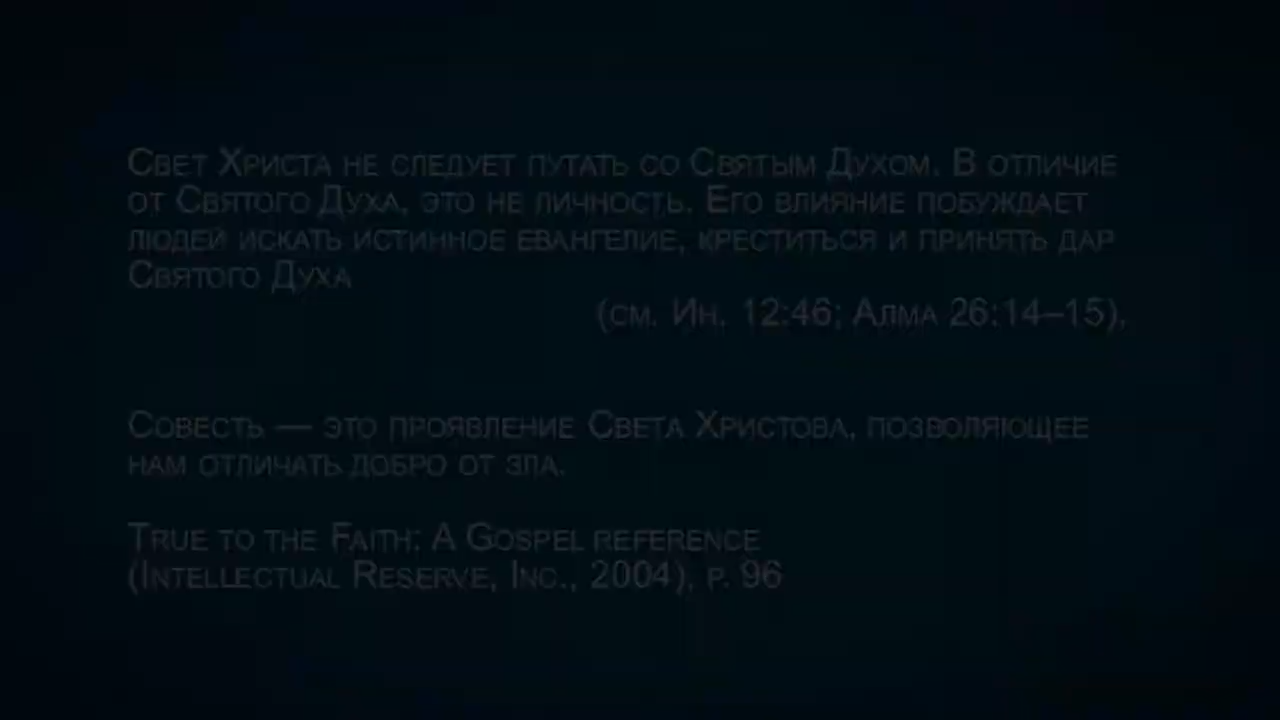 Свет Христа не следует путать со Святым Духом. В отличие
от Святого Духа, это не личность. Его влияние побуждает
людей искать истинное евангелие, креститься и принять дар
Святого Духа
(см. Ин. 12:46; Алма 26:14–15).
Совесть — это проявление Света Христова, позволяющее
нам отличать добро от зла.
True to the Faith: A Gospel reference
(Intellectual Reserve, Inc., 2004), p. 96